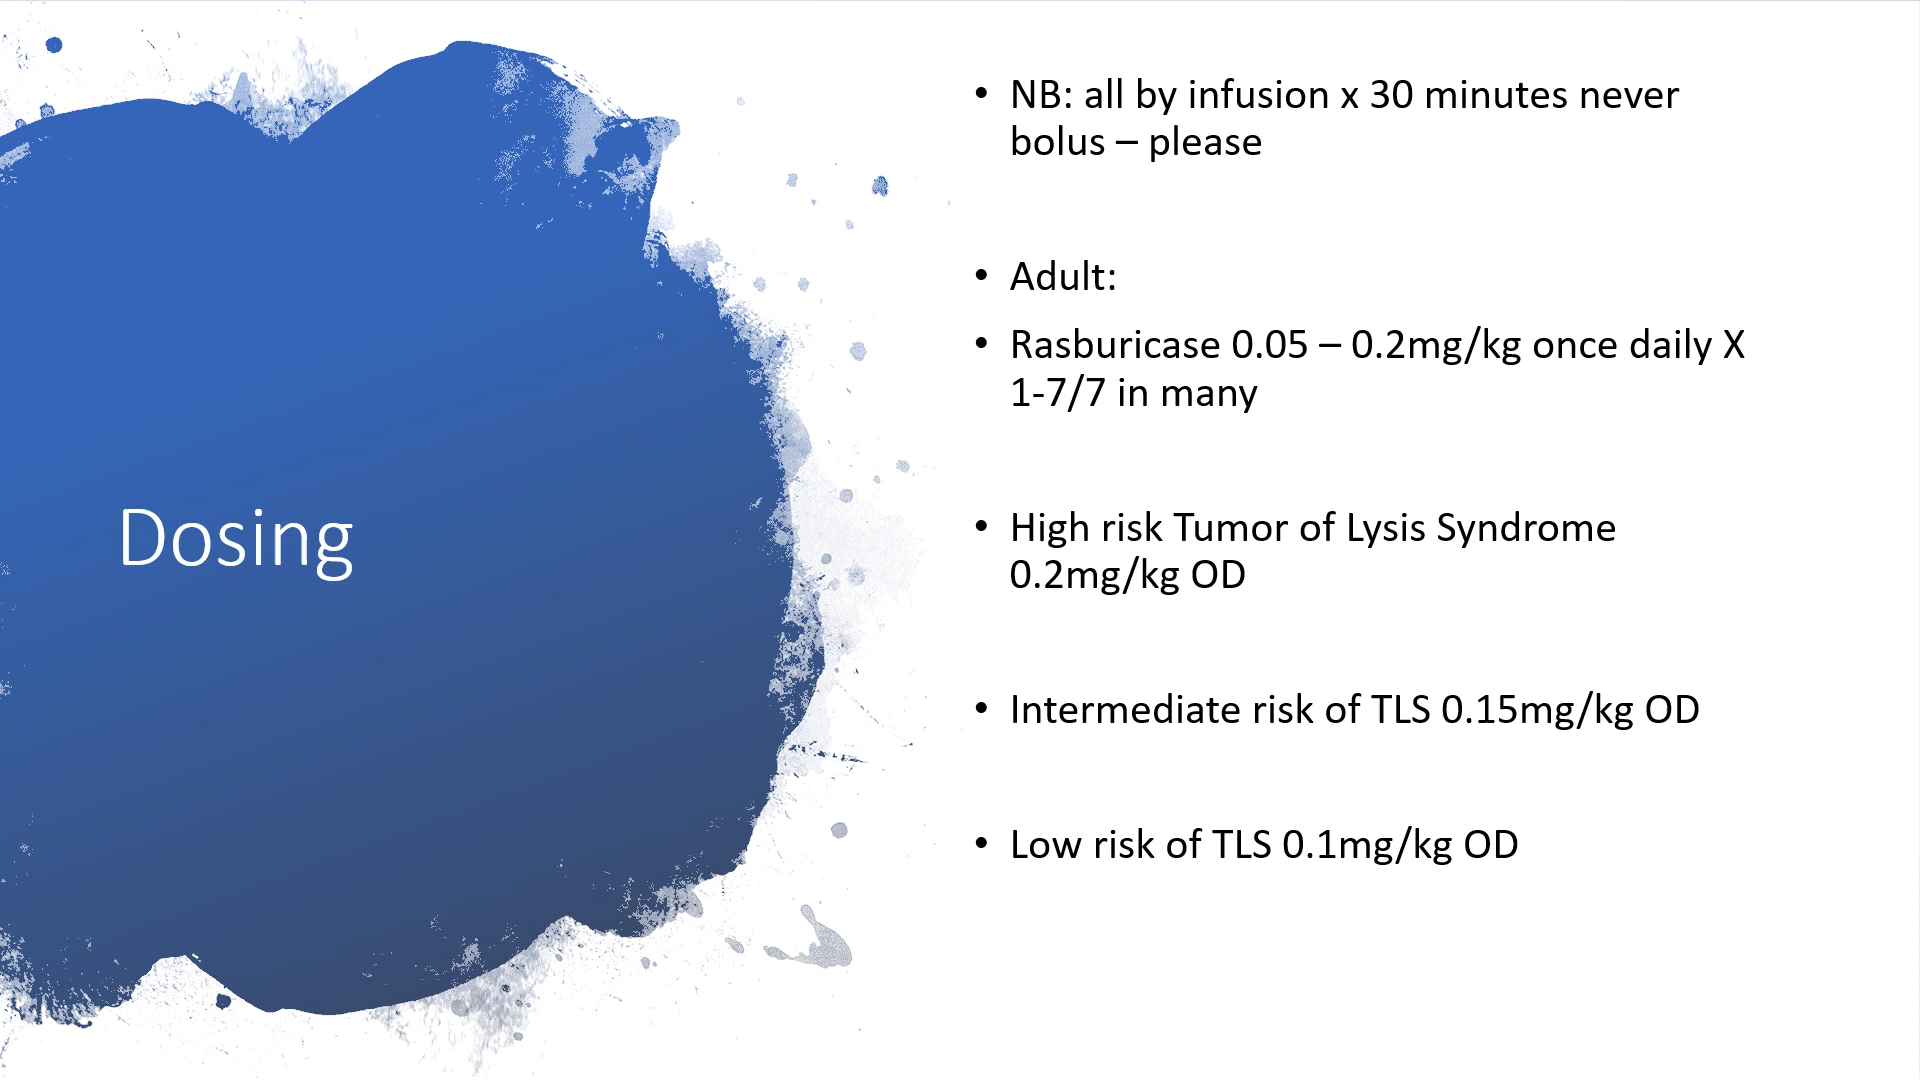 Dosing
• NB: all by infusion x 30 minutes never
bolus – please
• Adult:
• Rasburicase 0.05 – 0.2mg/kg once daily X
1-7/7 in many
• High risk Tumor of Lysis Syndrome
0.2mg/kg OD
• Intermediate risk of TLS 0.15mg/kg OD
• Low risk of TLS 0.1mg/kg OD